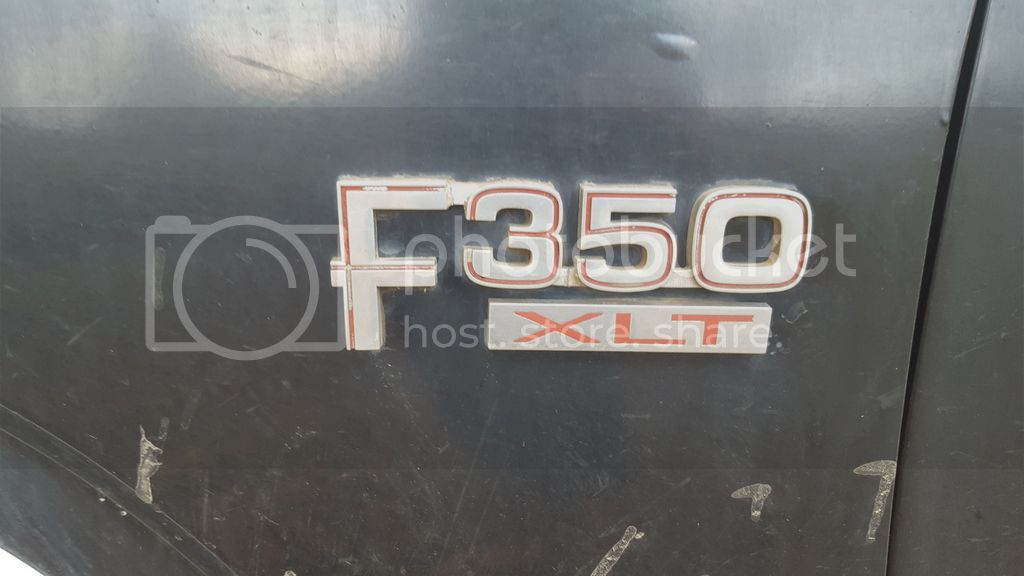 F350
photobucket
XLT
host. store. share.